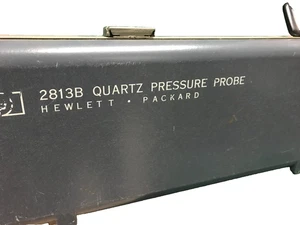 2813B QUARTZ PRESSURE PROBE
HEWLETT • PACKARD